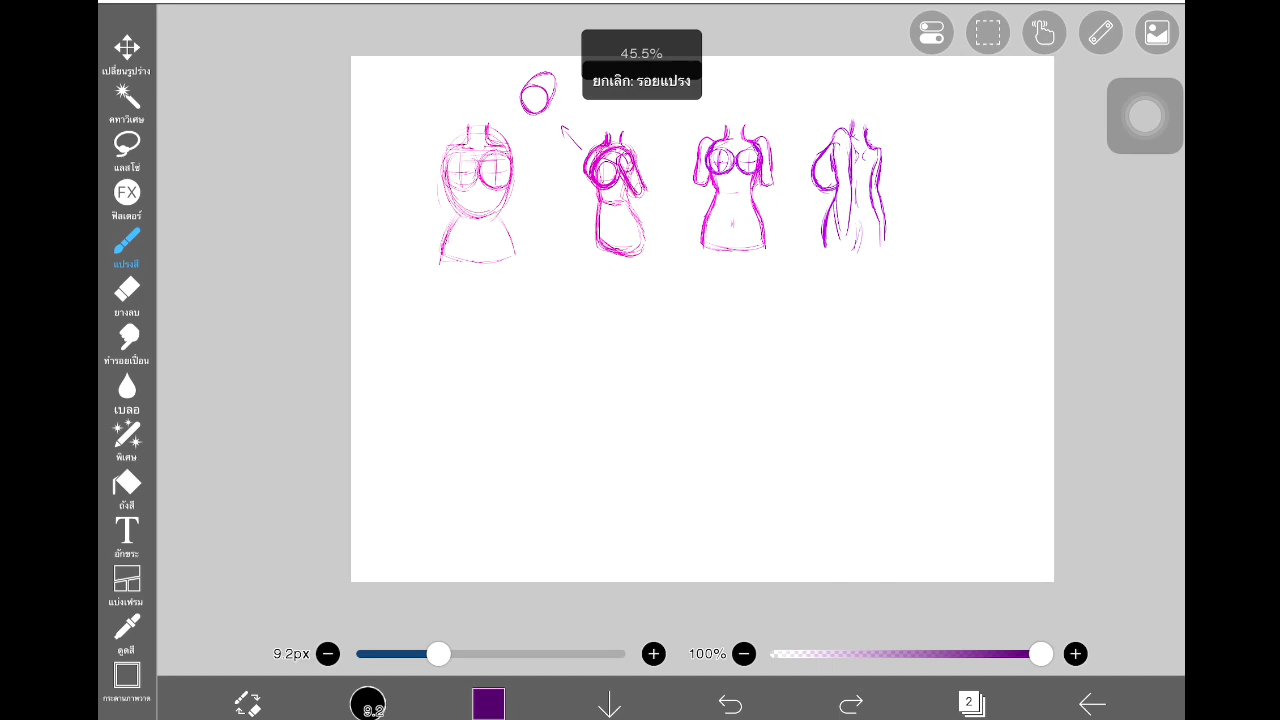 45.5%
ยกเลิก: รอยแปรง
เปลี่ยนรูปร่าง
คทาวิเศษ
แลสโซ่
FX
ฟิลเตอร์
แปรงสี
ยางลบ
ทำรอยเปื้อน
เบลอ
พิเศษ
ถังสี
T
อักขระ
แบ่งเฟรม
ดูดสี
กระดานภาพวาด
9.2px
100%
9.2
2